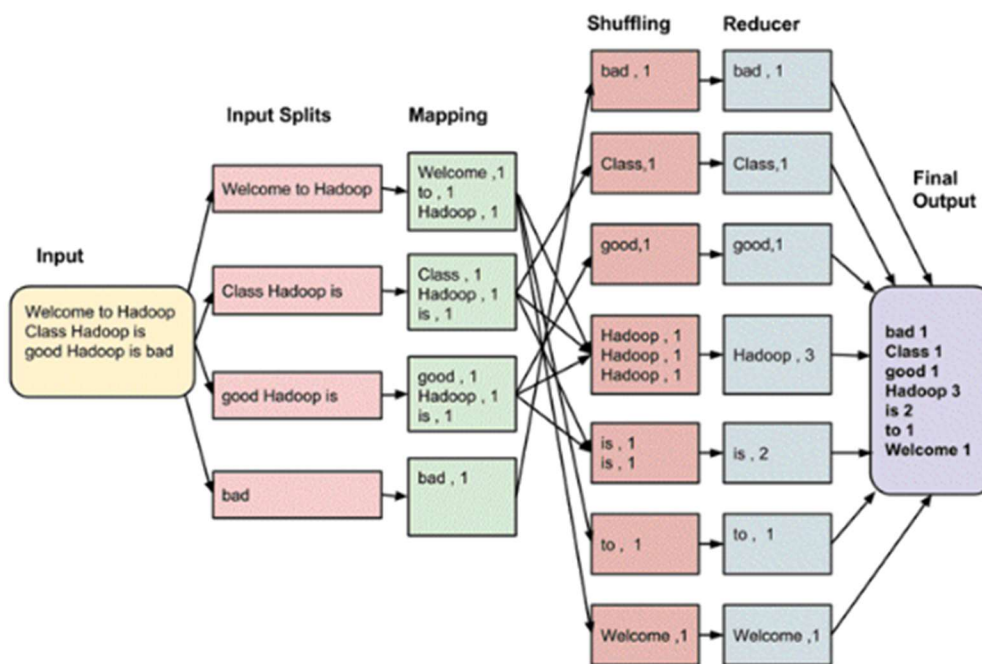 Shuffling
Reducer
Input Splits
Mapping
Final
Output
Input
Welcome to Hadoop
Class Hadoop is
good Hadoop is bad
Welcome to Hadoop
Class Hadoop is
good Hadoop is
bad
Welcome ,1
to , 1
Hadoop , 1
Class , 1
Hadoop , 1
is , 1
good , 1
Hadoop , 1
is , 1
bad , 1
bad , 1
Class,1
good,1
Hadoop , 1
Hadoop , 1
Hadoop , 1
is , 1
is , 1
to , 1
Welcome ,1
bad , 1
Class,1
good,1
Hadoop , 3
is , 2
to , 1
Welcome ,1
bad 1
Class 1
good 1
Hadoop 3
is 2
to 1
Welcome 1